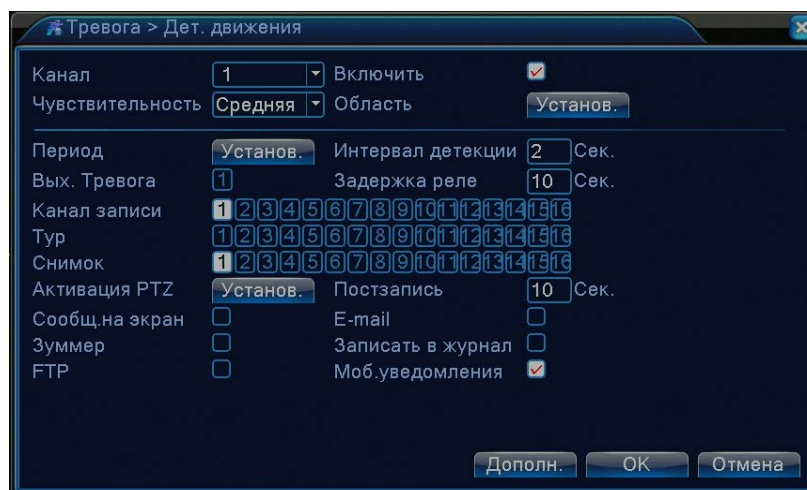 Тревога > Дет. движения
Канал 1 Включить
Чувствительность Средняя Область Установ.
Период Установ. Интервал детекции 2 Сек.
Вых. Тревога 1 Задержка реле 10 Сек.
Канал записи 1 2 3 4 5 6 7 8 9 10 11 12 13 14 15 16
Тур 1 2 3 4 5 6 7 8 9 10 11 12 13 14 15 16
Снимок 1 2 3 4 5 6 7 8 9 10 11 12 13 14 15 16
Активация PTZ Установ. Постзапись 10 Сек.
Сообщ.на экран E-mail
Зуммер Записать в журнал
FTP Моб.уведомления
Дополн. OK Отмена